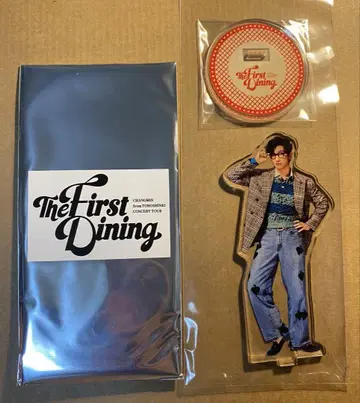 The First
Dining
CHANGMIN
from TOHOSHINKI
CONCERT TOUR
The First
Dining